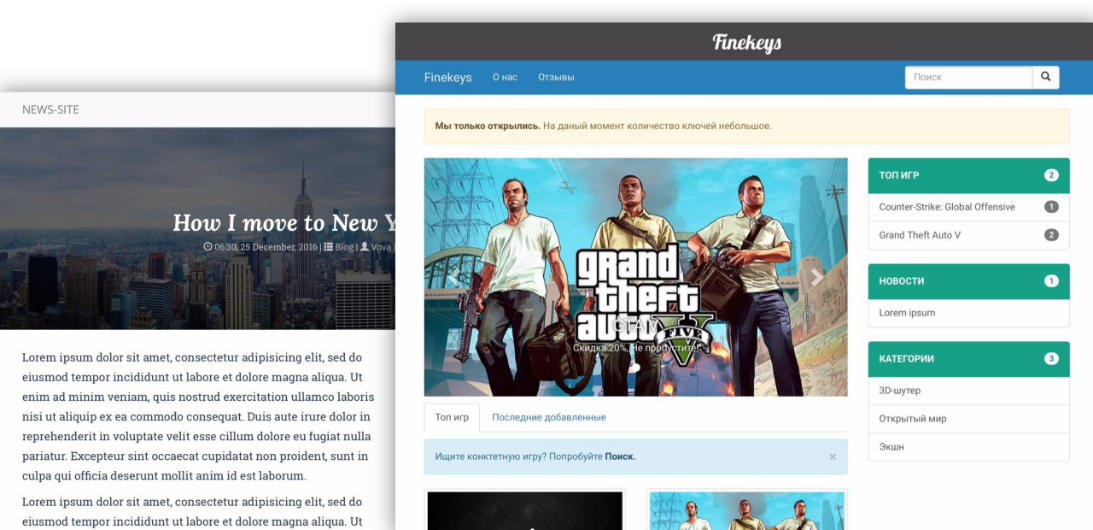 NEWS-SITE
How I move to New Y
06:30, 25 December, 2016 | Blog | Vova
Lorem ipsum dolor sit amet, consectetur adipisicing elit, sed do
eiusmod tempor incididunt ut labore et dolore magna aliqua. Ut
enim ad minim veniam, quis nostrud exercitation ullamco laboris
nisi ut aliquip ex ea commodo consequat. Duis aute irure dolor in
reprehenderit in voluptate velit esse cillum dolore eu fugiat nulla
pariatur. Excepteur sint occaecat cupidatat non proident, sunt in
culpa qui officia deserunt mollit anim id est laborum.
Lorem ipsum dolor sit amet, consectetur adipisicing elit, sed do
eiusmod tempor incididunt ut labore et dolore magna aliqua. Ut
Finekeys
Finekeys О нас Отзывы Поиск
Мы только открылись. На даный момент количество ключей небольшое.
grand
theft
auto V
FIVE
GTA V
Скидка 20%, Не пропустите!
Топ игр Последние добавленные
Ищите конктетную игру? Попробуйте Поиск. ×
ТОП ИГР 2
Counter-Strike: Global Offensive 1
Grand Theft Auto V 2
НОВОСТИ 1
Lorem ipsum
КАТЕГОРИИ 3
3D-шутер
Открытый мир
Экшн